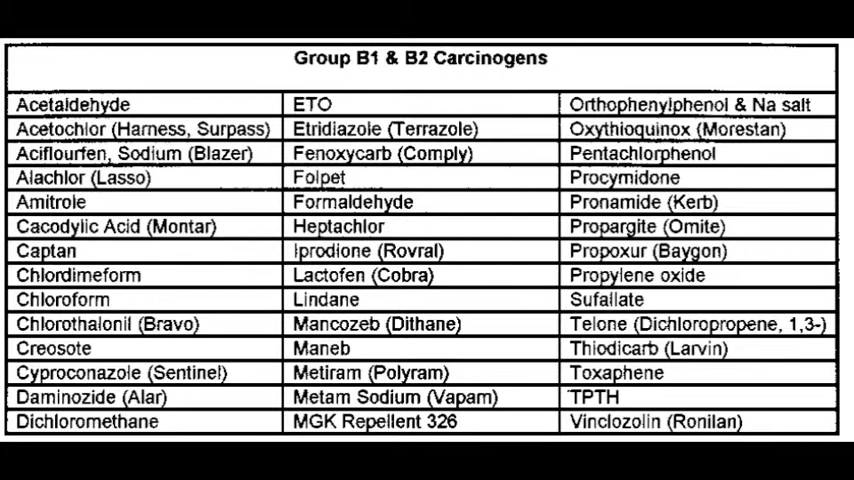 Group B1 & B2 Carcinogens
Acetaldehyde ETO Orthophenylphenol & Na salt
Acetochlor (Harness, Surpass) Etridiazole (Terrazole) Oxythioquinox (Morestan)
Aciflourfen, Sodium (Blazer) Fenoxycarb (Comply) Pentachlorphenol
Alachlor (Lasso) Folpet Procymidone
Amitrole Formaldehyde Pronamide (Kerb)
Cacodylic Acid (Montar) Heptachlor Propargite (Omite)
Captan Iprodione (Rovral) Propoxur (Baygon)
Chlordimeform Lactofen (Cobra) Propylene oxide
Chloroform Lindane Sufallate
Chlorothalonil (Bravo) Mancozeb (Dithane) Telone (Dichloropropene, 1,3-)
Creosote Maneb Thiodicarb (Larvin)
Cyproconazole (Sentinel) Metiram (Polyram) Toxaphene
Daminozide (Alar) Metam Sodium (Vapam) TPTH
Dichloromethane MGK Repellent 326 Vinclozolin (Ronilan)